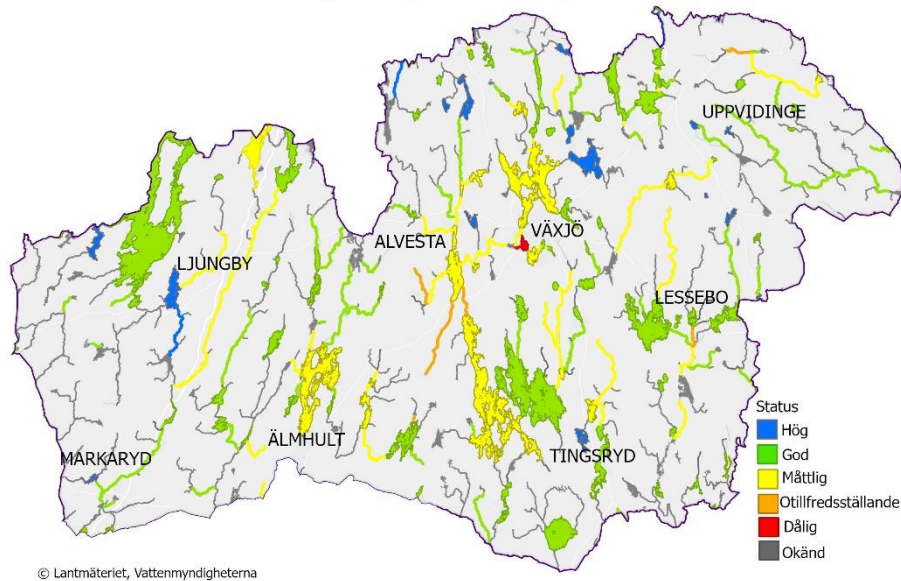 UPPVIDINGE
VÄXJÖ
ALVESTA
LJUNGBY
LESSEBO
ÄLMHULT
MARKARYD
TINGSRYD
Status
Hög
God
Måttlig
Otillfredsställande
Dålig
Okänd
© Lantmäteriet, Vattenmyndigheterna